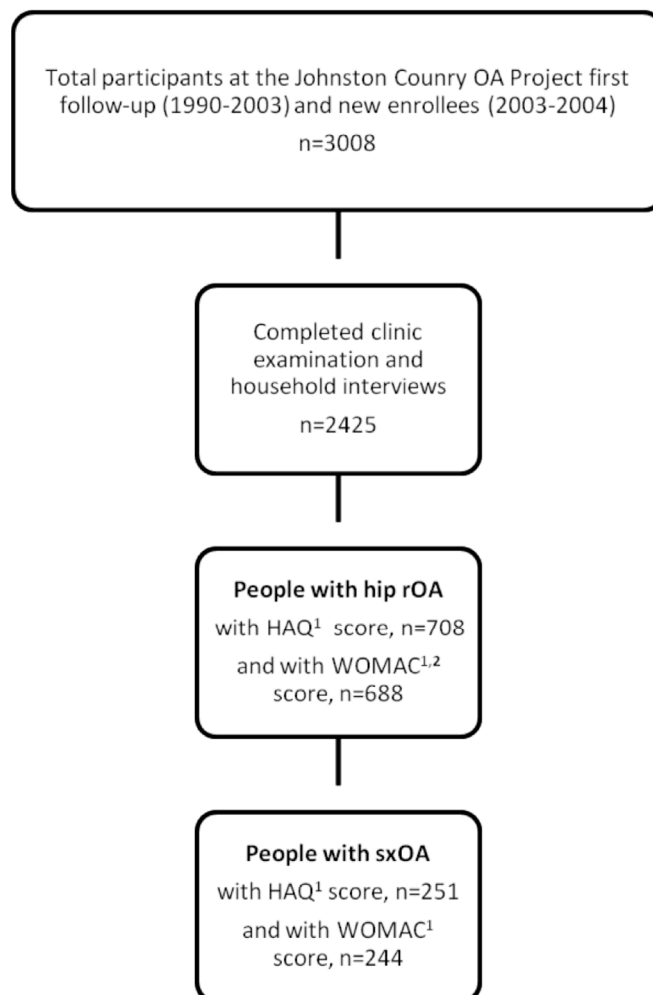 Total participants at the Johnston Counry OA Project first
follow-up (1990-2003) and new enrollees (2003-2004)
n=3008
Completed clinic
examination and
household interviews
n=2425
People with hip rOA
with HAQ¹ score, n=708
and with WOMAC¹,²
score, n=688
People with sxOA
with HAQ¹ score, n=251
and with WOMAC¹
score, n=244